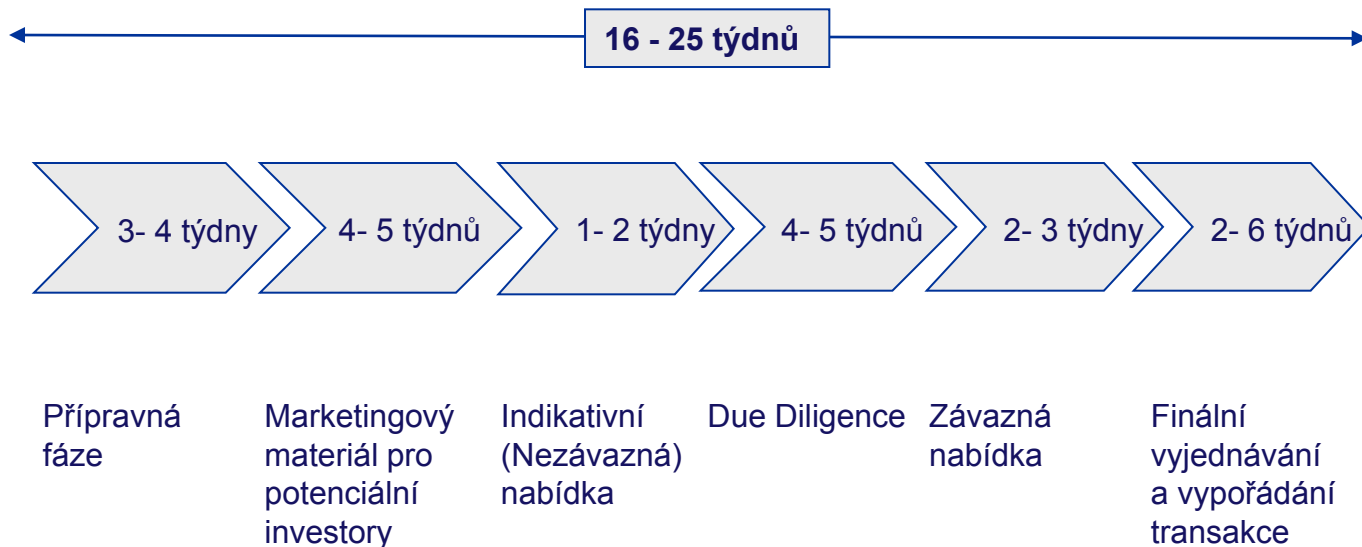 16 - 25 týdnů
3- 4 týdny
4- 5 týdnů
1- 2 týdny
4- 5 týdnů
2- 3 týdny
2- 6 týdnů
Přípravná
fáze
Marketingový
materiál pro
potenciální
investory
Indikativní
(Nezávazná)
nabídka
Due Diligence
Závazná
nabídka
Finální
vyjednávání
a vypořádání
transakce